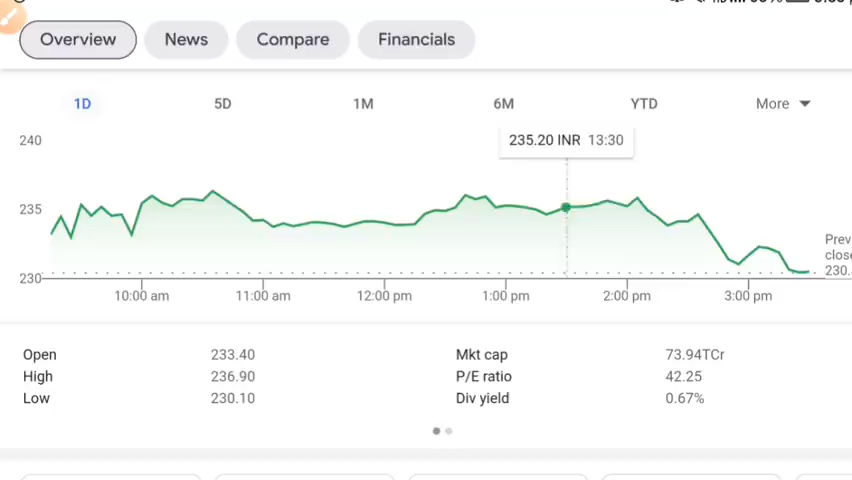 Overview News Compare Financials
1D 5D 1M 6M YTD More
240
235.20 INR 13:30
235
Prev
close
230.
230
10:00 am 11:00 am 12:00 pm 1:00 pm 2:00 pm 3:00 pm
Open 233.40 Mkt cap 73.94TCr
High 236.90 P/E ratio 42.25
Low 230.10 Div yield 0.67%